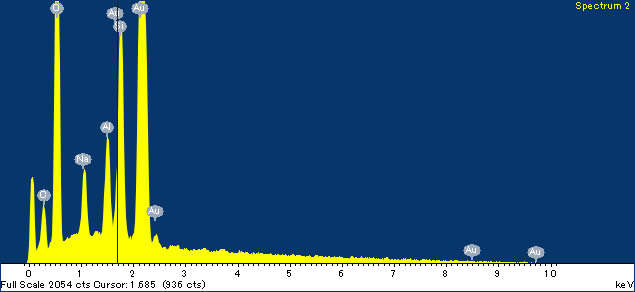 Spectrum 2
O Au Si Au
Al
Na
C
Au
Au
Au
0 1 2 3 4 5 6 7 8 9 10
Full Scale 2054 cts Cursor: 1.685 (936 cts) keV